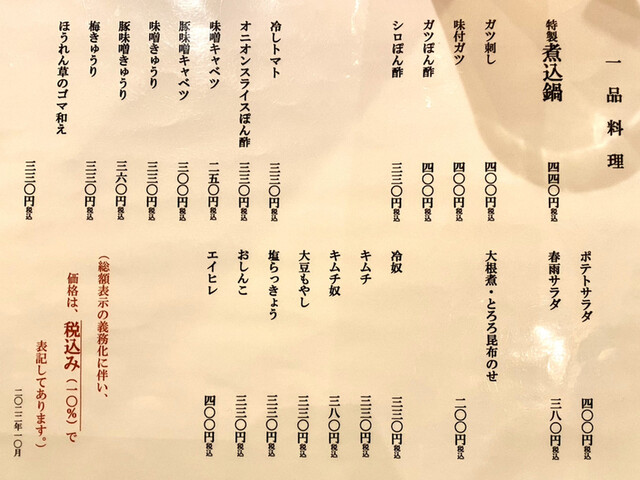 一品料理
特製煮込鍋 四四〇円税込
ガツ刺し 四〇〇円税込
味付ガツ 四〇〇円税込
ガツぽん酢 四〇〇円税込
シロぽん酢 三三〇円税込
冷しトマト 三三〇円税込
オニオンスライスぽん酢 三三〇円税込
味噌キャベツ 二五〇円税込
豚味噌キャベツ 三〇〇円税込
味噌きゅうり 三三〇円税込
豚味噌きゅうり 三六〇円税込
梅きゅうり 三三〇円税込
ほうれん草のゴマ和え 三三〇円税込
ポテトサラダ 四〇〇円税込
春雨サラダ 三八〇円税込
大根煮・とろろ昆布のせ 二〇〇円税込
冷奴 三三〇円税込
キムチ 三三〇円税込
キムチ奴 三八〇円税込
大豆もやし 三三〇円税込
塩らっきょう 三三〇円税込
おしんこ 三三〇円税込
エイヒレ 四〇〇円税込
（総額表示の義務化に伴い、
価格は、税込み（一〇％）で
表記してあります。）
二〇二二年一〇月